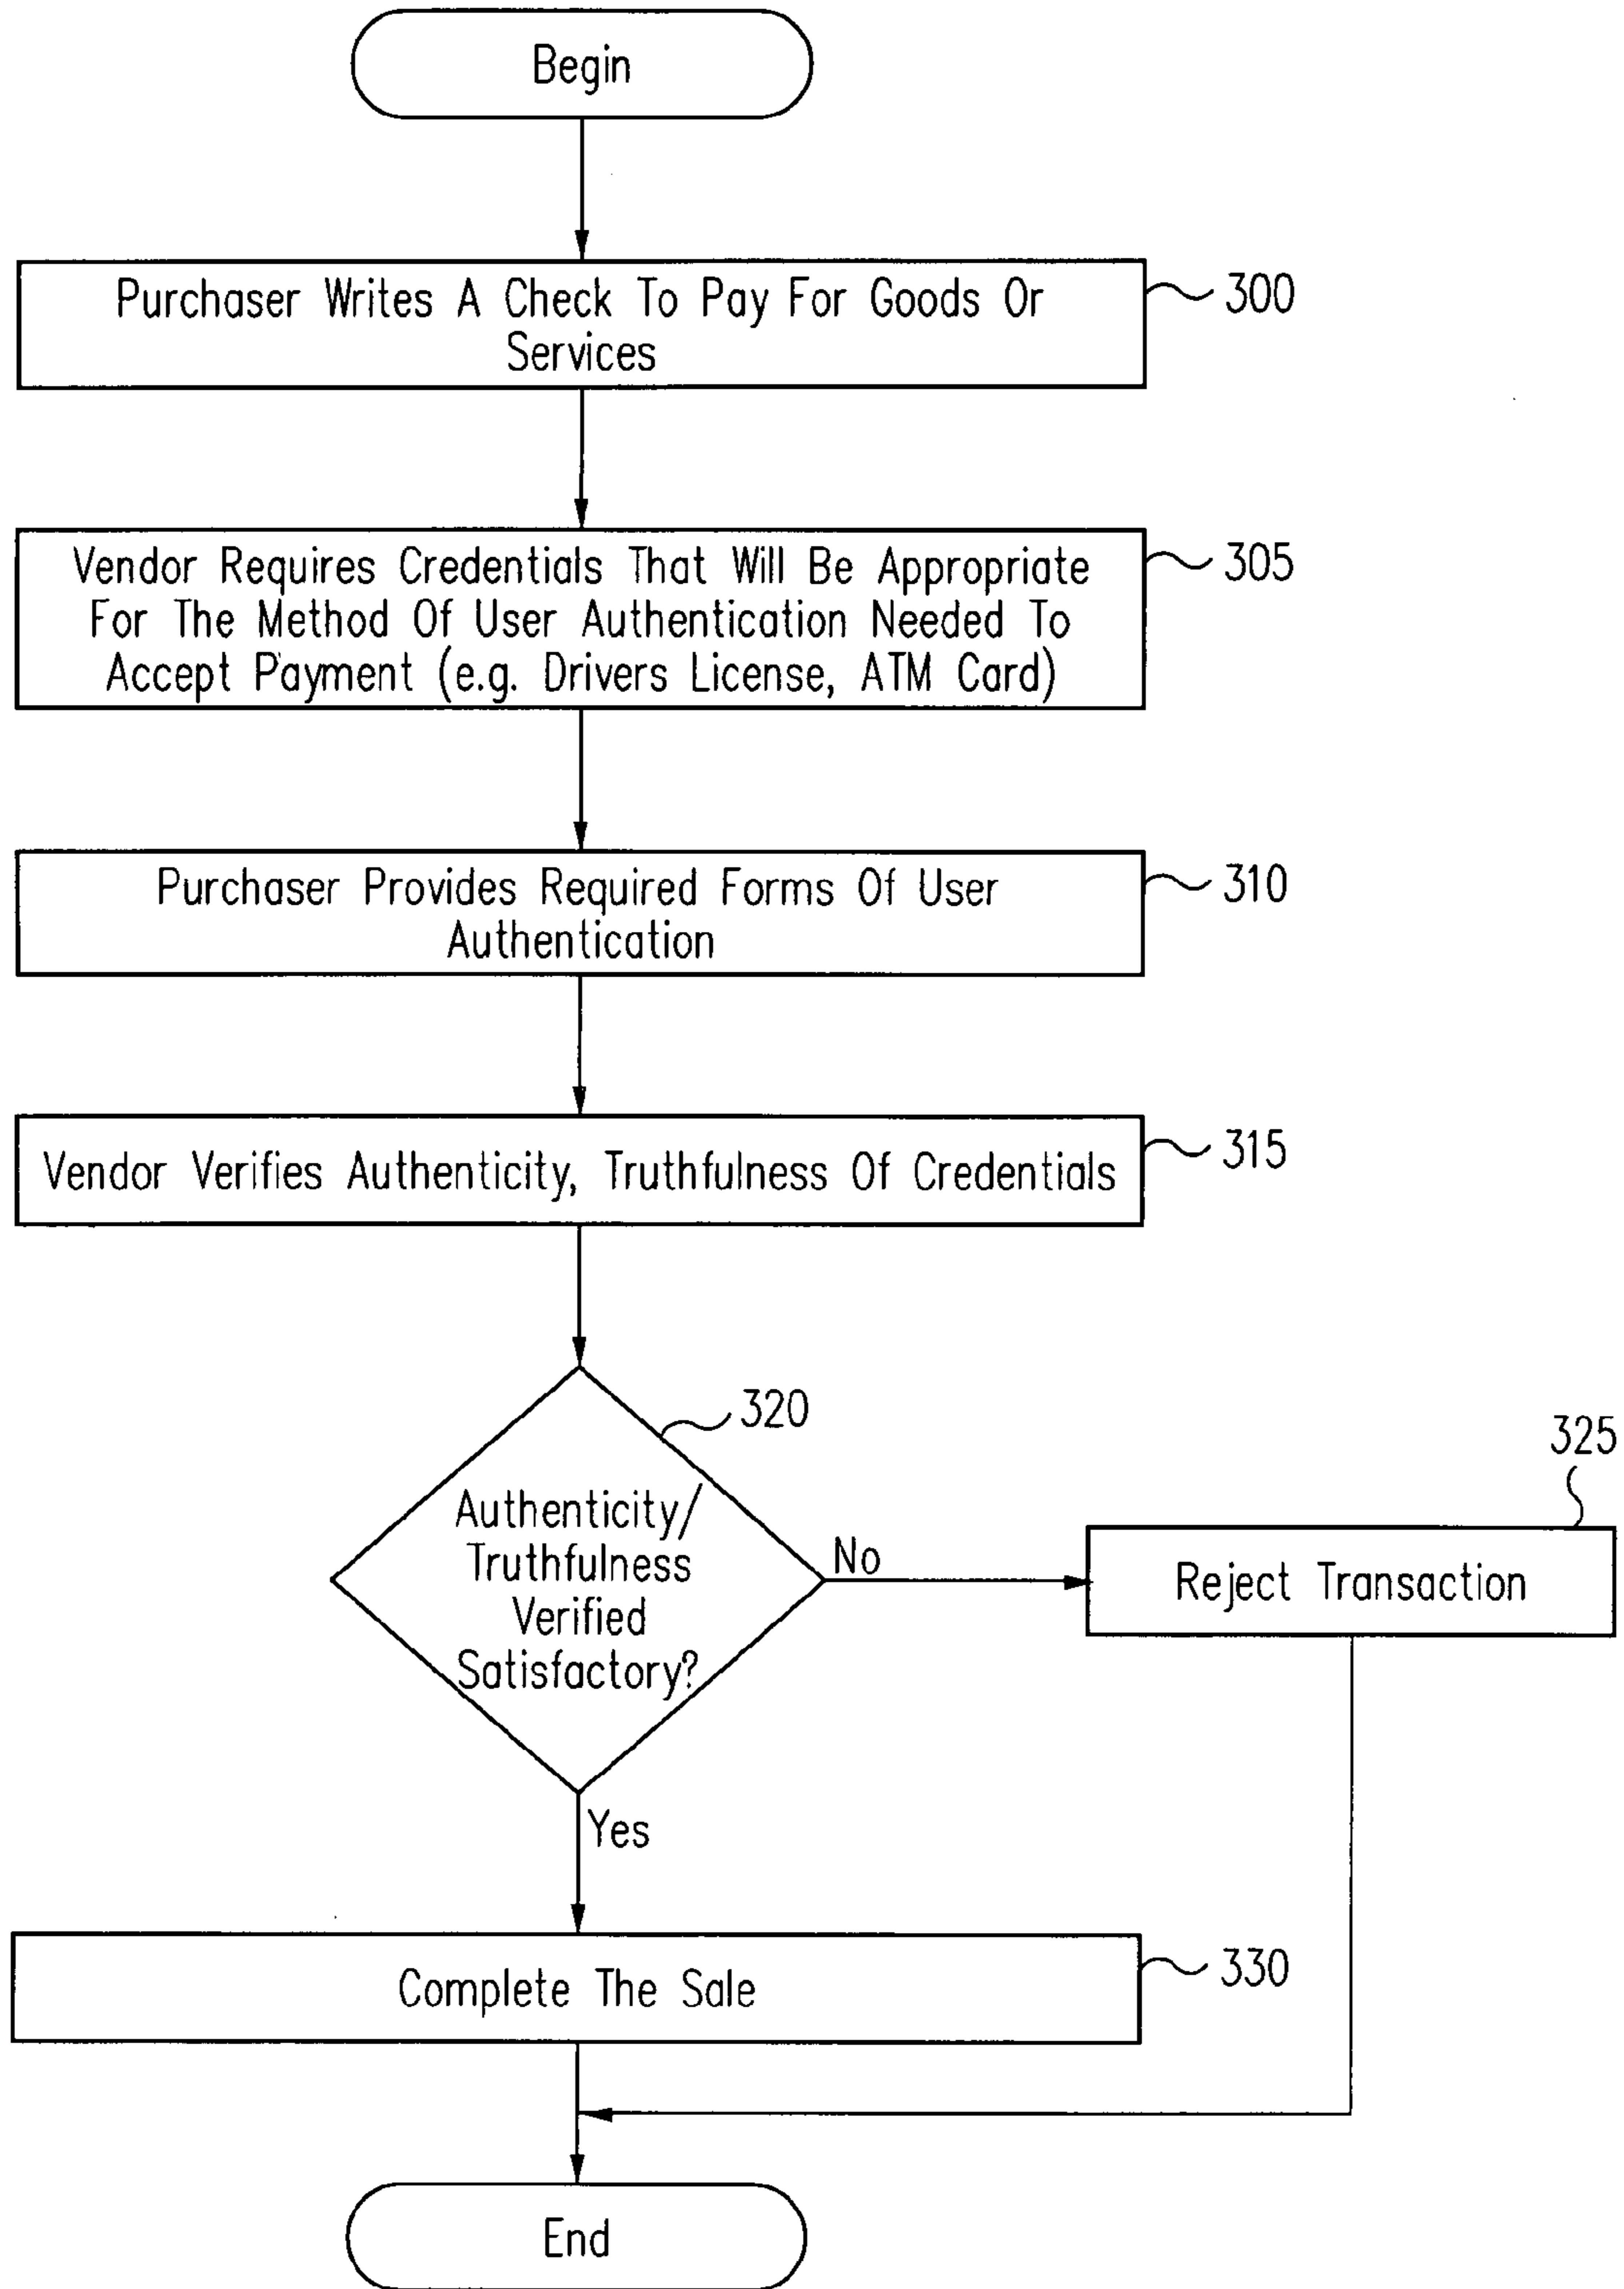 Begin
Purchaser Writes A Check To Pay For Goods Or
Services
300
Vendor Requires Credentials That Will Be Appropriate
For The Method Of User Authentication Needed To
Accept Payment (e.g. Drivers License, ATM Card)
305
Purchaser Provides Required Forms Of User
Authentication
310
Vendor Verifies Authenticity, Truthfulness Of Credentials
315
320
Authenticity/
Truthfulness
Verified
Satisfactory?
No
325
Reject Transaction
Yes
Complete The Sale
330
End